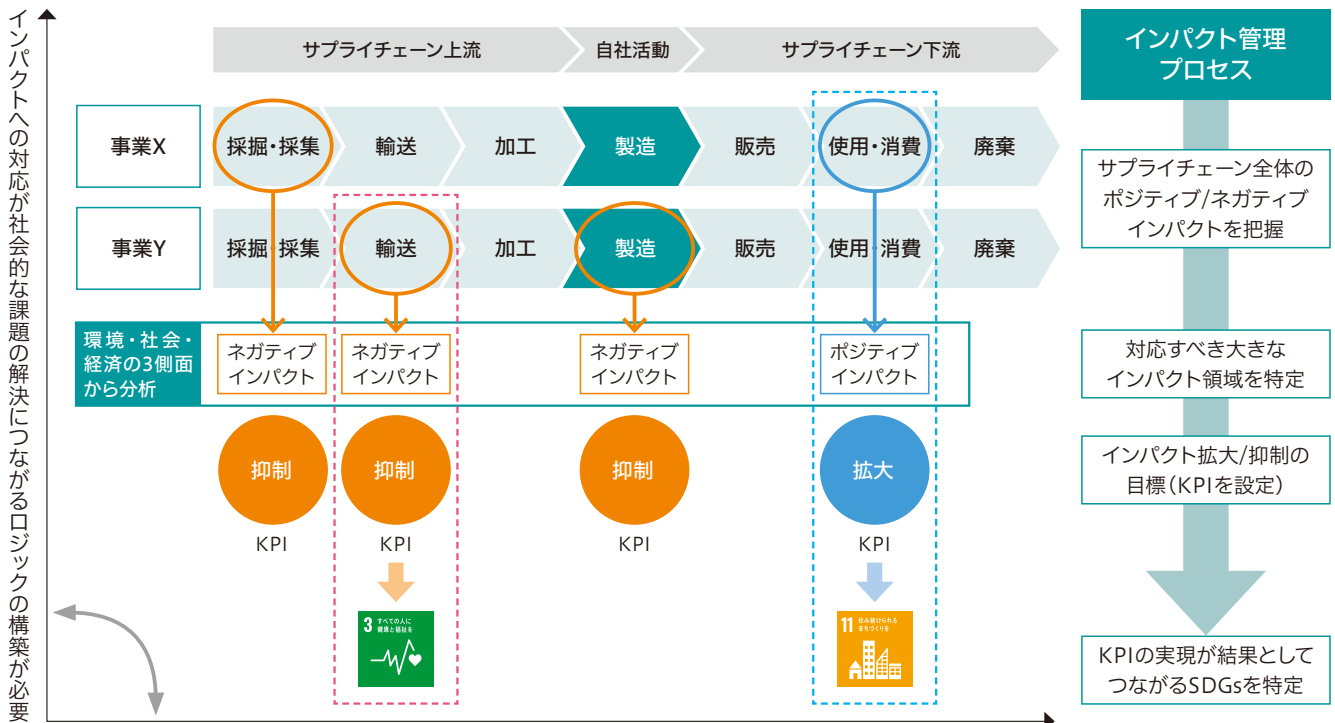 インパクトへの対応が社会的な課題の解決につながるロジックの構築が必要
サプライチェーン上流
自社活動
サプライチェーン下流
事業X
採掘・採集
輸送
加工
製造
販売
使用・消費
廃棄
事業Y
採掘・採集
輸送
加工
製造
販売
使用・消費
廃棄
環境・社会・
経済の3側面
から分析
ネガティブ
インパクト
ネガティブ
インパクト
ネガティブ
インパクト
ポジティブ
インパクト
抑制
抑制
抑制
拡大
KPI
KPI
KPI
KPI
3 すべての人に
健康と福祉を
11 住み続けられる
まちづくりを
インパクト管理
プロセス
サプライチェーン全体の
ポジティブ/ネガティブ
インパクトを把握
対応すべき大きな
インパクト領域を特定
インパクト拡大/抑制の
目標（KPIを設定）
KPIの実現が結果として
つながるSDGsを特定